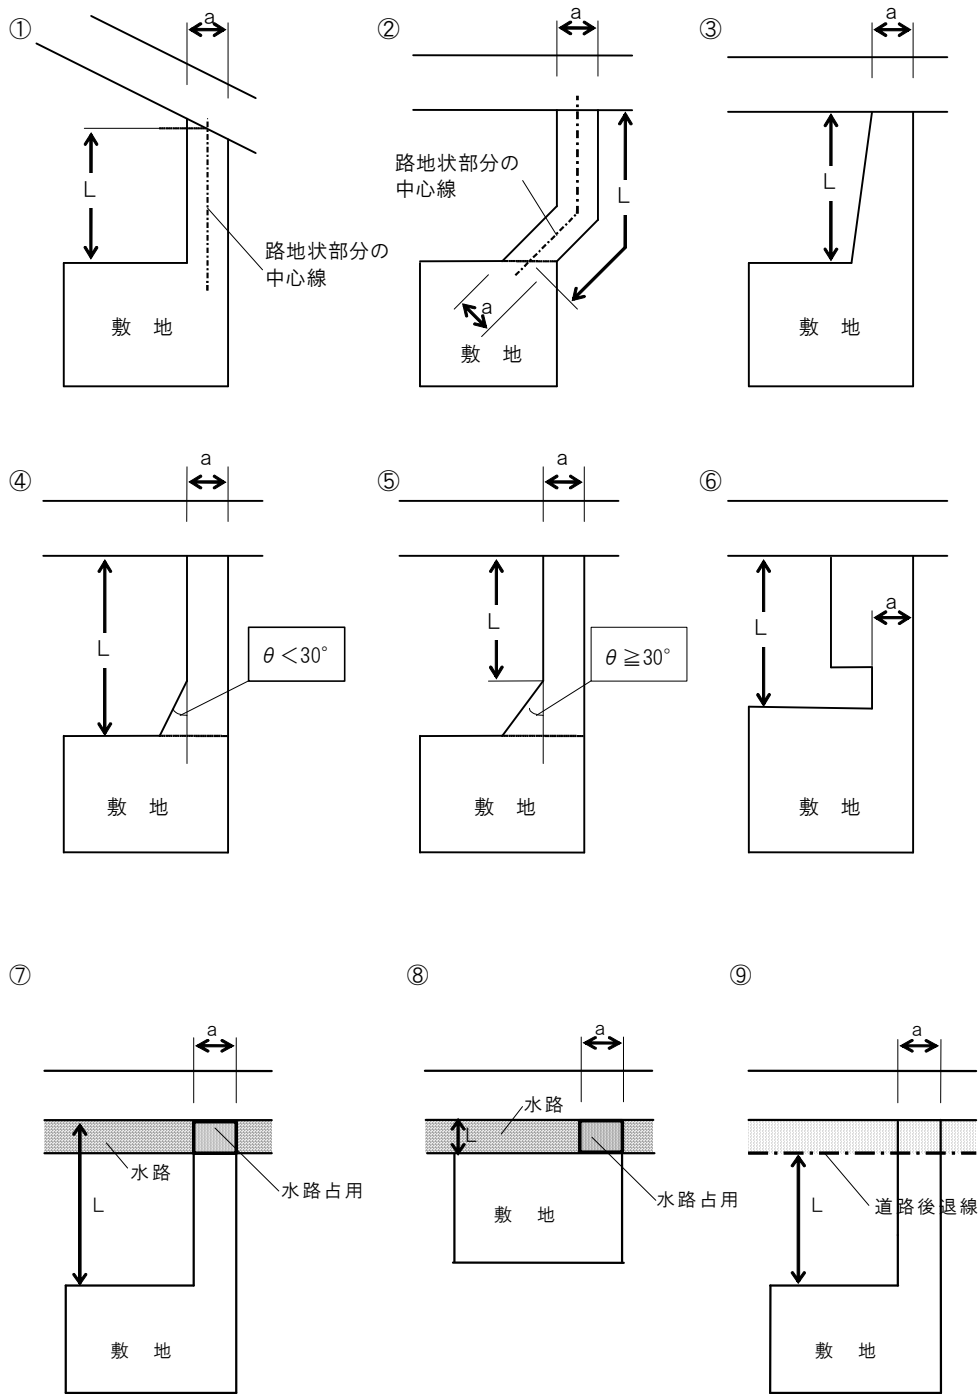 ①
a
L
路地状部分の
中心線
敷 地
②
a
路地状部分の
中心線
L
a
敷 地
③
a
L
敷 地
④
a
L
θ<30°
敷 地
⑤
a
L
θ≧30°
敷 地
⑥
a
L
敷 地
⑦
a
水路
水路占用
L
敷 地
⑧
a
水路
L
水路占用
敷 地
⑨
a
L
道路後退線
敷 地